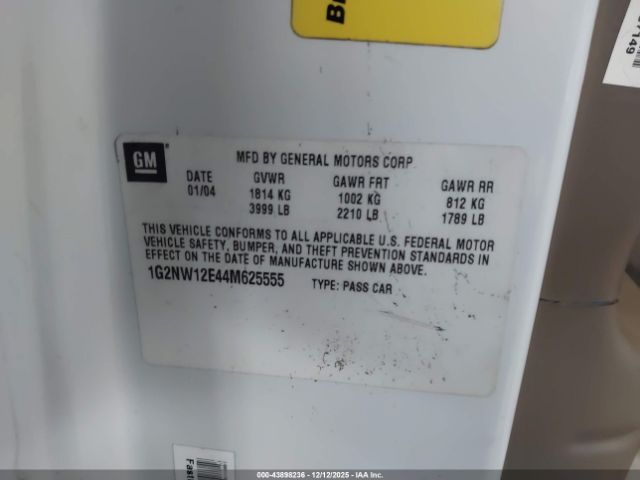 BE
7149
GM
MFD BY GENERAL MOTORS CORP.
DATE GVWR GAWR FRT GAWR RR
01/04 1814 KG 1002 KG 812 KG
3999 LB 2210 LB 1789 LB
THIS VEHICLE CONFORMS TO ALL APPLICABLE U.S. FEDERAL MOTOR
VEHICLE SAFETY, BUMPER, AND THEFT PREVENTION STANDARDS IN
EFFECT ON THE DATE OF MANUFACTURE SHOWN ABOVE.
1G2NW12E44M625555 TYPE: PASS CAR
Fast
000-43898236 - 12/12/2025 - IAA Inc.